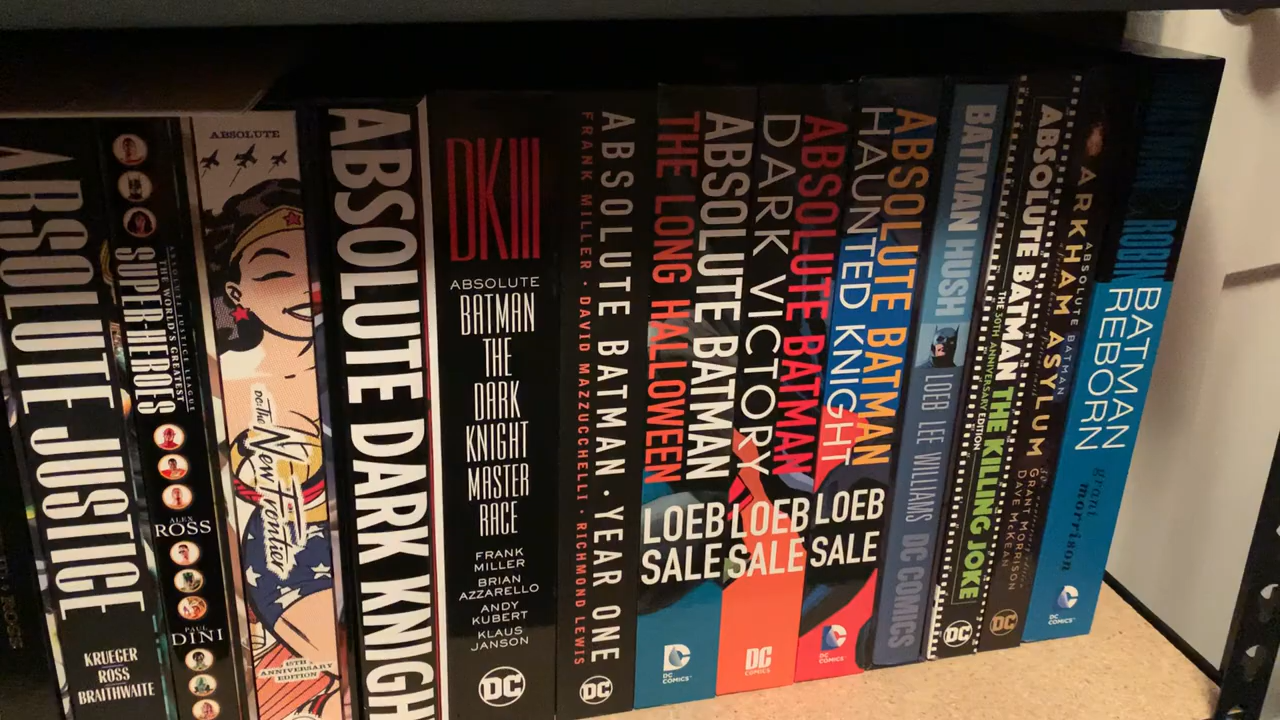 ABSOLUTE JUSTICE
KRUEGER
ROSS
BRAITHWAITE
ABSOLUTE JUSTICE LEAGUE
THE WORLD'S GREATEST
SUPER-HEROES
ALEX
ROSS
PAUL
DINI
ABSOLUTE
DC: The
New Frontier
15TH
ANNIVERSARY
EDITION
ABSOLUTE DARK KNIGH
DKIII
ABSOLUTE
BATMAN
THE
DARK
KNIGHT
MASTER
RACE
FRANK
MILLER
BRIAN
AZZARELLO
ANDY
KUBERT
KLAUS
JANSON
DC
ABSOLUTE BATMAN · YEAR ONE
FRANK MILLER · DAVID MAZZUCCHELLI · RICHMOND LEWIS
DC
ABSOLUTE BATMAN
THE LONG HALLOWEEN
LOEB
SALE
DC
COMICS
ABSOLUTE BATMAN
DARK VICTORY
LOEB
SALE
DC
COMICS
ABSOLUTE BATMAN
HAUNTED KNIGHT
LOEB
SALE
DC
COMICS
BATMAN HUSH
LOEB LEE WILLIAMS DC COMICS
ABSOLUTE BATMAN THE KILLING JOKE
THE 30TH ANNIVERSARY EDITION
DC
ABSOLUTE BATMAN
ARKHAM ASYLUM
GRANT MORRISON
DAVE McKEAN
DC
ROBIN
BATMAN
REBORN
grant
morrison
DC
COMICS